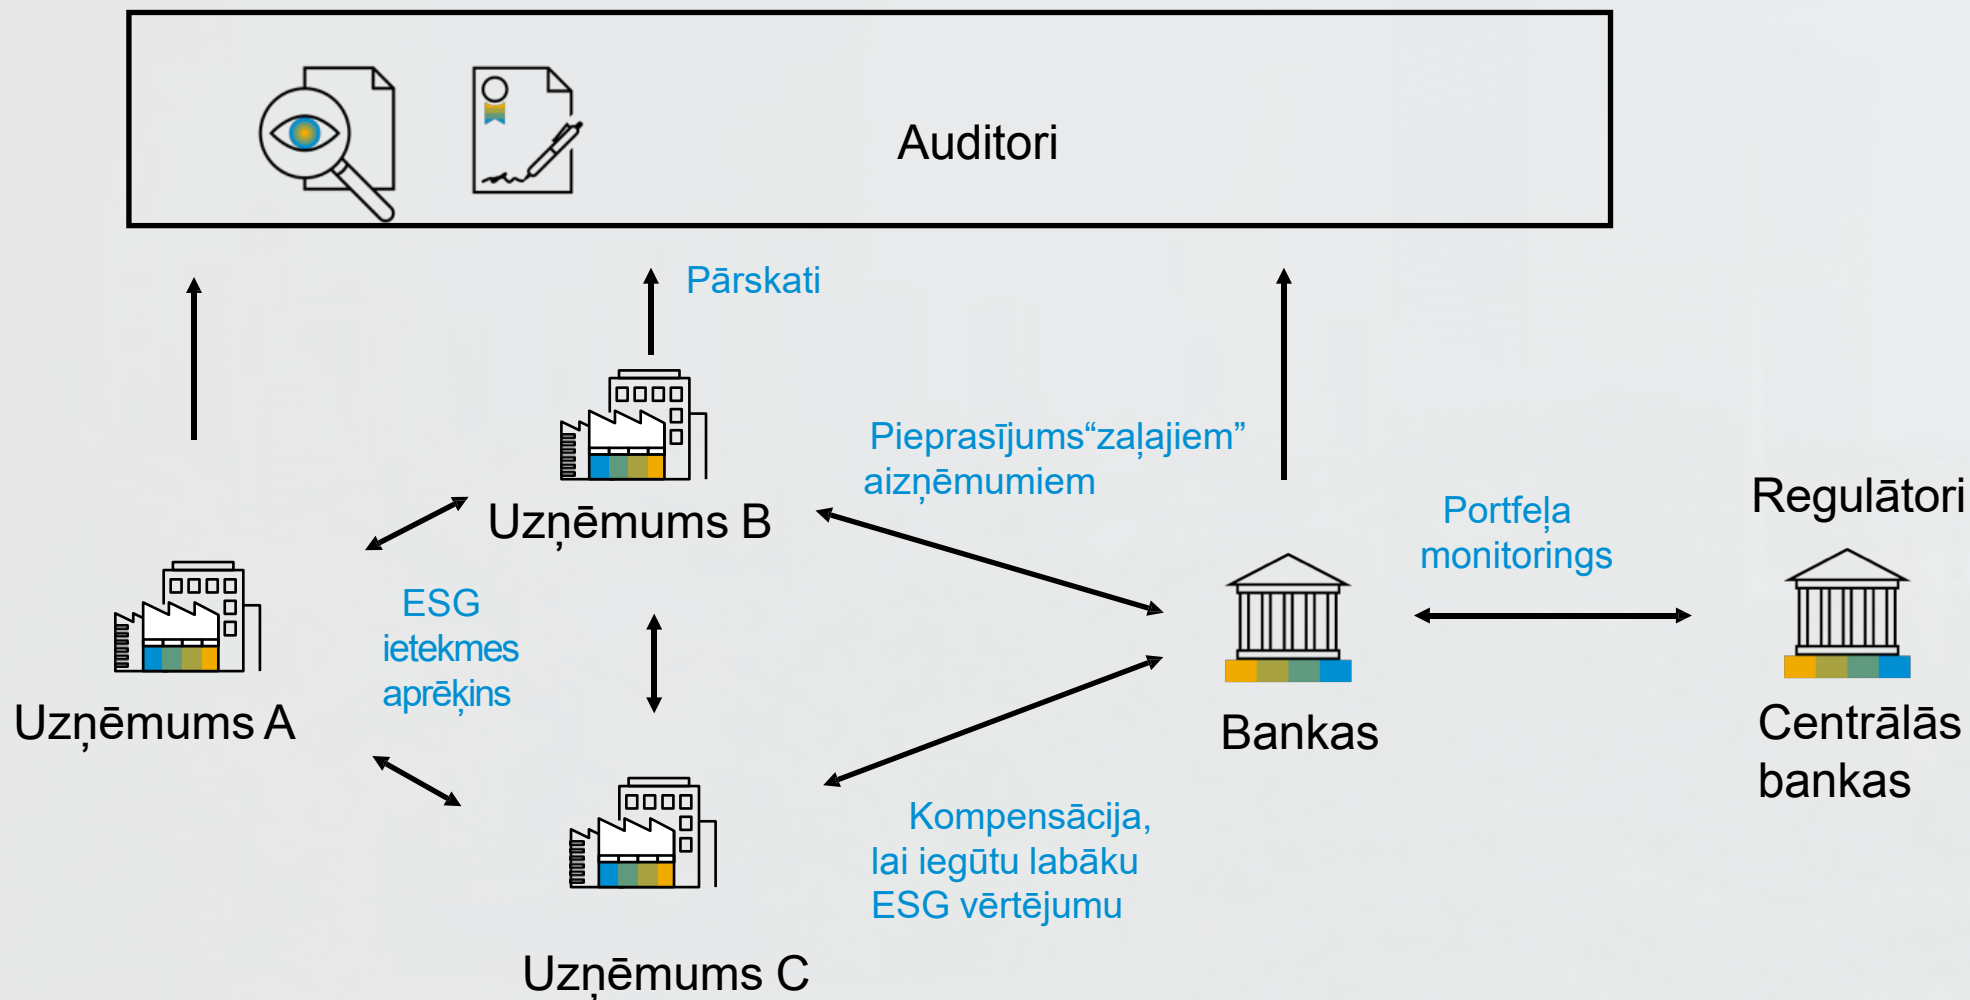 Auditori
Pārskati
Pieprasījums“zaļajiem”
aizņēmumiem
Uzņēmums B
Portfeļa
monitorings
Regulātori
ESG
ietekmes
aprēķins
Uzņēmums A
Bankas
Centrālās
bankas
Kompensācija,
lai iegūtu labāku
ESG vērtējumu
Uzņēmums C